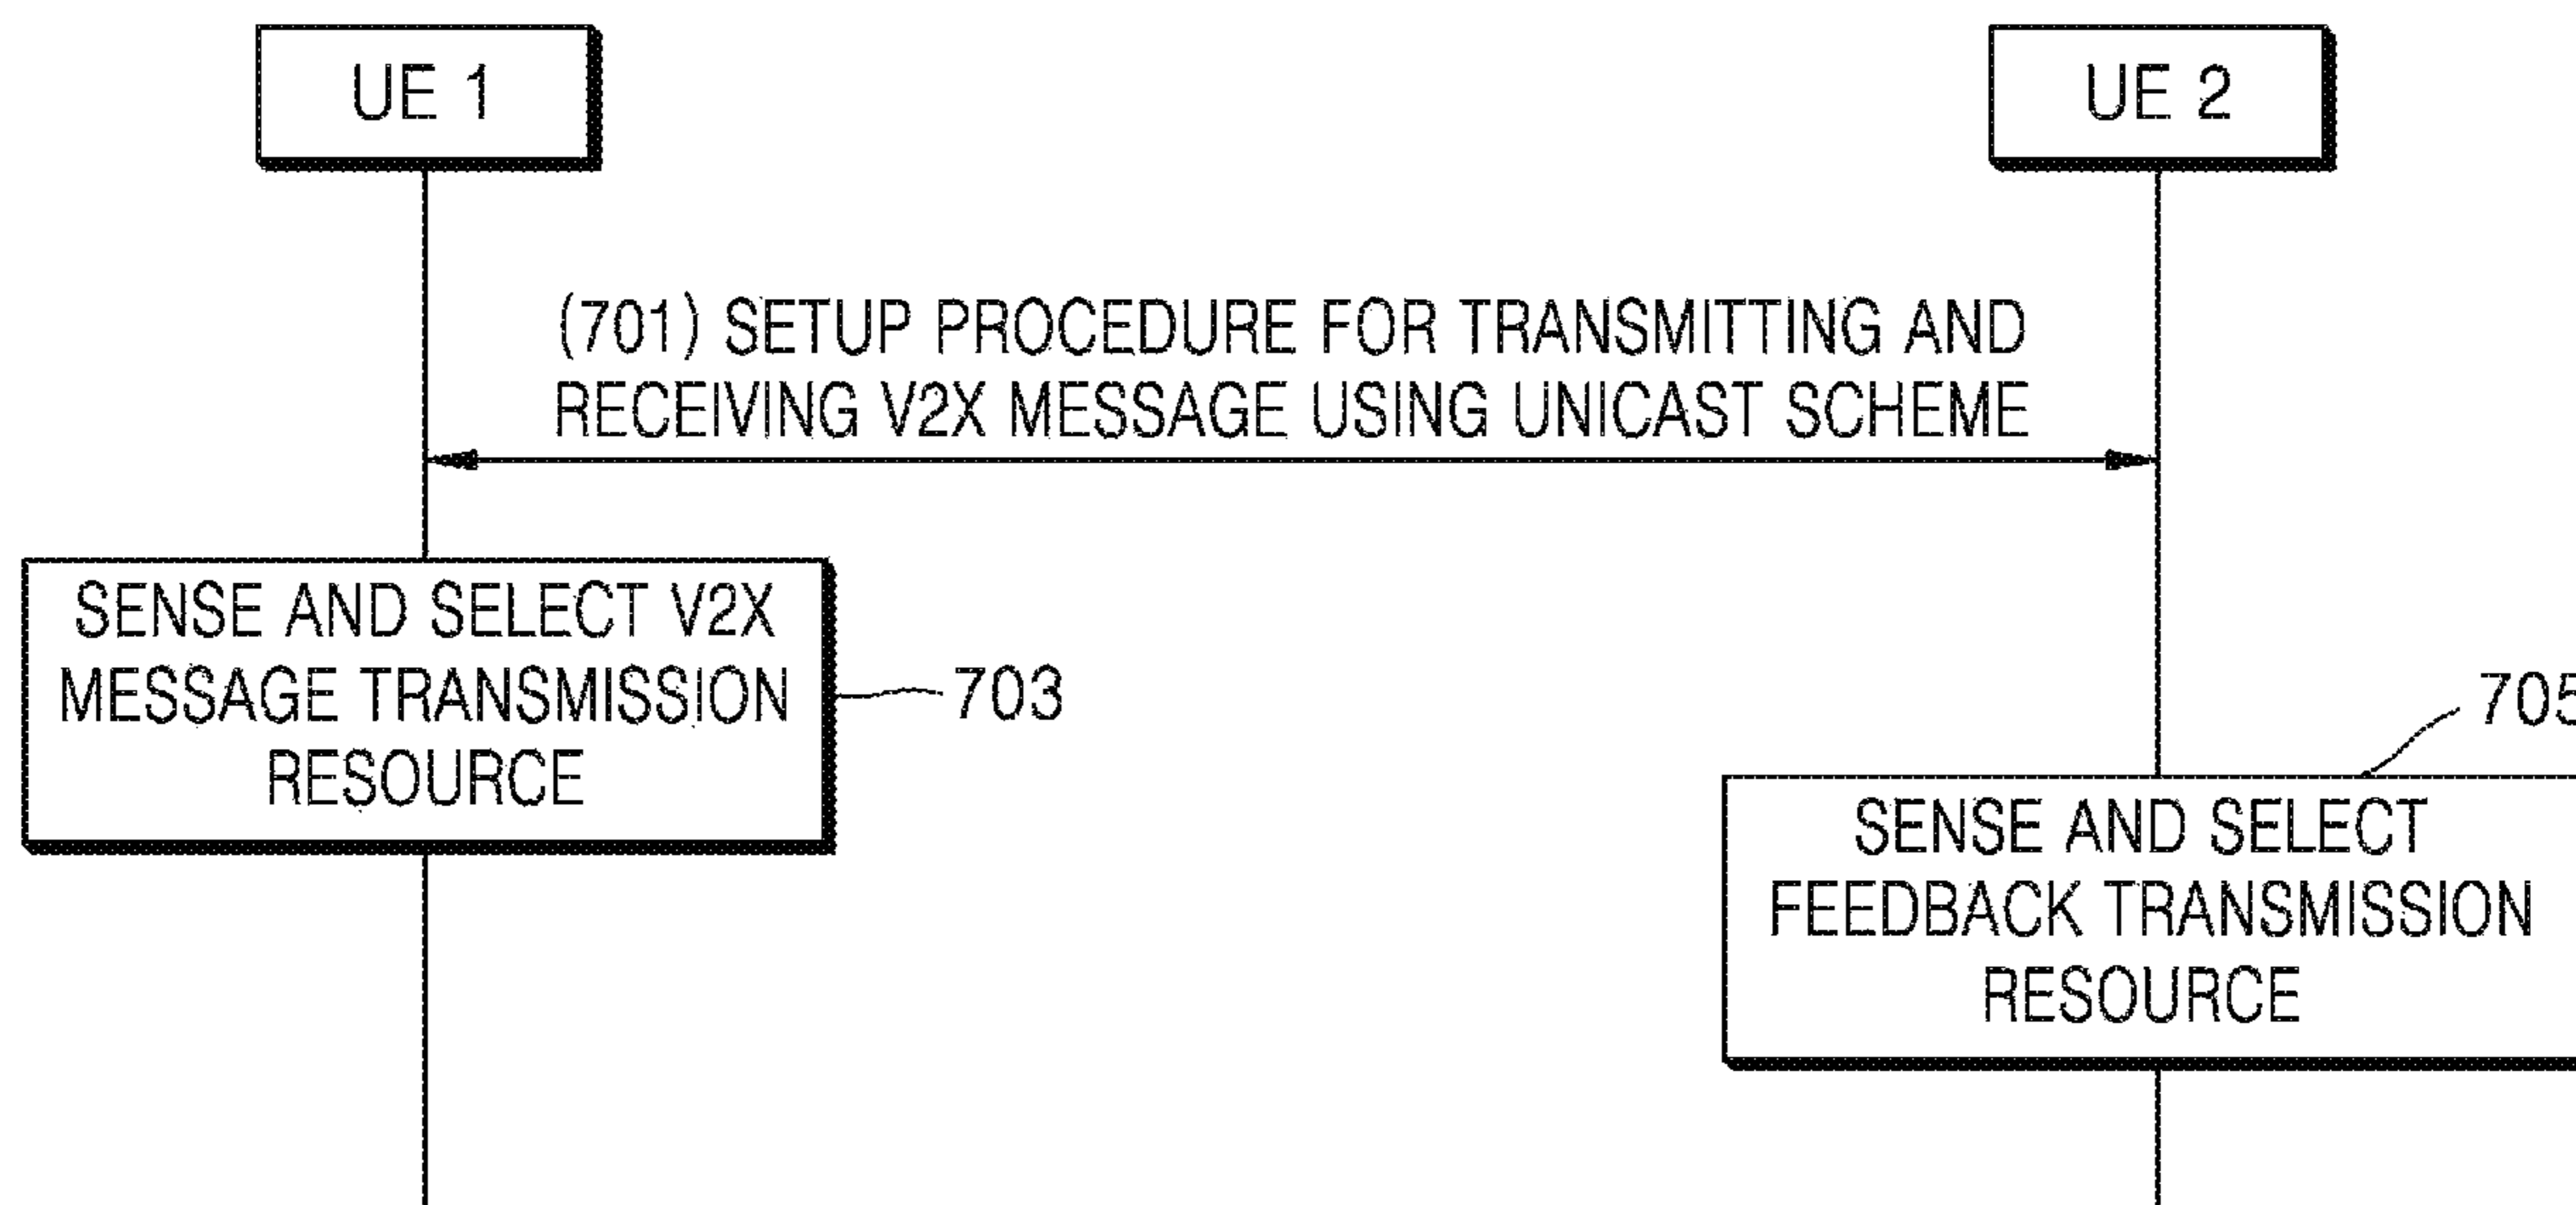 UE 1
UE 2
(701) SETUP PROCEDURE FOR TRANSMITTING AND
RECEIVING V2X MESSAGE USING UNICAST SCHEME
SENSE AND SELECT V2X
MESSAGE TRANSMISSION
RESOURCE
703
705
SENSE AND SELECT
FEEDBACK TRANSMISSION
RESOURCE